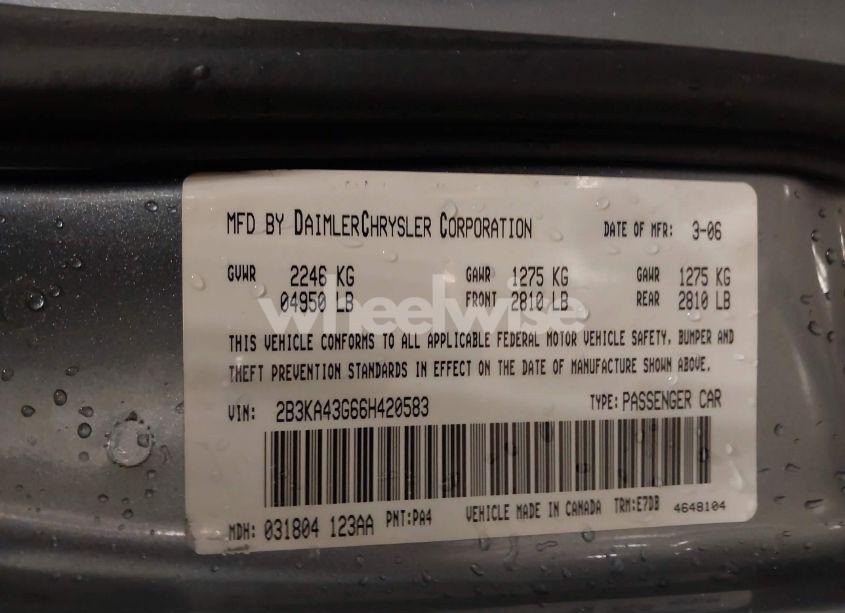 MFD BY DAIMLERCHRYSLER CORPORATION DATE OF MFR: 3-06
GVWR 2246 KG GAWR 1275 KG GAWR 1275 KG
04950 LB FRONT 2810 LB REAR 2810 LB
wheelwise
THIS VEHICLE CONFORMS TO ALL APPLICABLE FEDERAL MOTOR VEHICLE SAFETY, BUMPER AND
THEFT PREVENTION STANDARDS IN EFFECT ON THE DATE OF MANUFACTURE SHOWN ABOVE.
VIN: 2B3KA43G66H420583 TYPE: PASSENGER CAR
MDH: 031804 123AA PNT:PA4 VEHICLE MADE IN CANADA TRM:E7DB 4648104